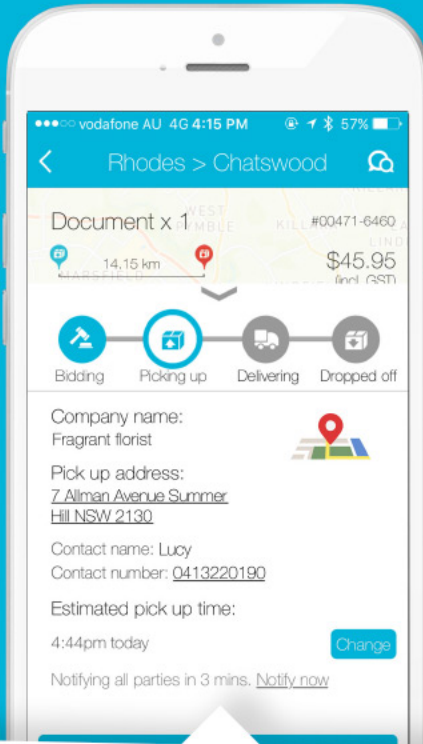 vodafone AU 4G 4:15 PM 57%
Rhodes > Chatswood
Document x 1
#00471-6460
14.15 km
$45.95
(incl. GST)
WEST
PYMBLE
MARSFIELD
Bidding Picking up Delivering Dropped off
Company name:
Fragrant florist
Pick up address:
7 Allman Avenue Summer
Hill NSW 2130
Contact name: Lucy
Contact number: 0413220190
Estimated pick up time:
4:44pm today
Change
Notifying all parties in 3 mins. Notify now